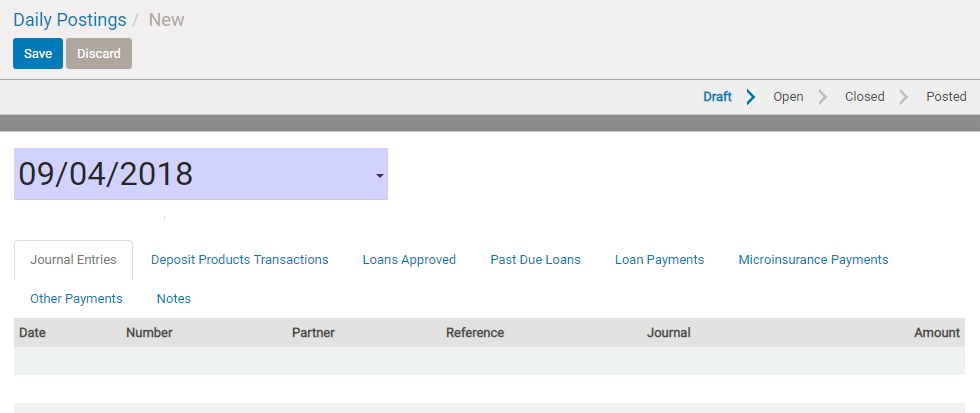 Daily Postings / New
Save Discard
Draft Open Closed Posted
09/04/2018
Journal Entries Deposit Products Transactions Loans Approved Past Due Loans Loan Payments Microinsurance Payments
Other Payments Notes
Date Number Partner Reference Journal Amount